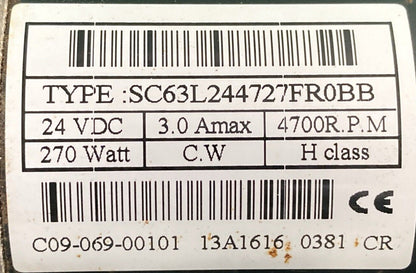 TYPE :SC63L244727FR0BB
24 VDC 3.0 Amax 4700R.P.M
270 Watt C.W H class
CE
C09-069-00101 13A1616 0381 CR